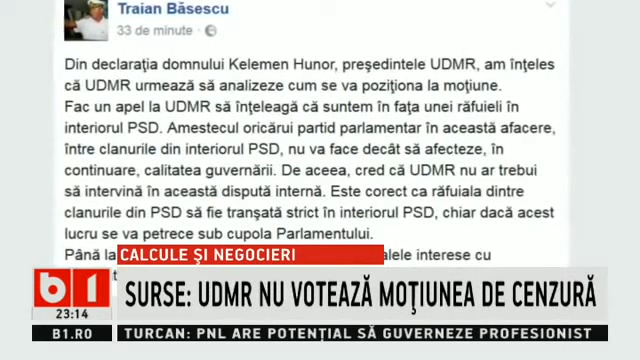 Traian Băsescu
33 de minute
Din declarația domnului Kelemen Hunor, președintele UDMR, am înțeles
că UDMR urmează să analizeze cum se va poziționa la moțiune.
Fac un apel la UDMR să înțeleagă că suntem în fața unei răfuieli în
interiorul PSD. Amestecul oricărui partid parlamentar în această afacere,
între clanurile din interiorul PSD, nu va face decât să afecteze, în
continuare, calitatea guvernării. De aceea, cred că UDMR nu ar trebui
să intervină în această dispută internă. Este corect ca răfuiala dintre
clanurile din PSD să fie tranșată strict în interiorul PSD, chiar dacă acest
lucru se va petrece sub cupola Parlamentului.
Până la interese cu
CALCULE ŞI NEGOCIERI
b1
SURSE: UDMR NU VOTEAZĂ MOŢIUNEA DE CENZURĂ
23:14
B1.RO
TURCAN: PNL ARE POTENȚIAL SĂ GUVERNEZE PROFESIONIST